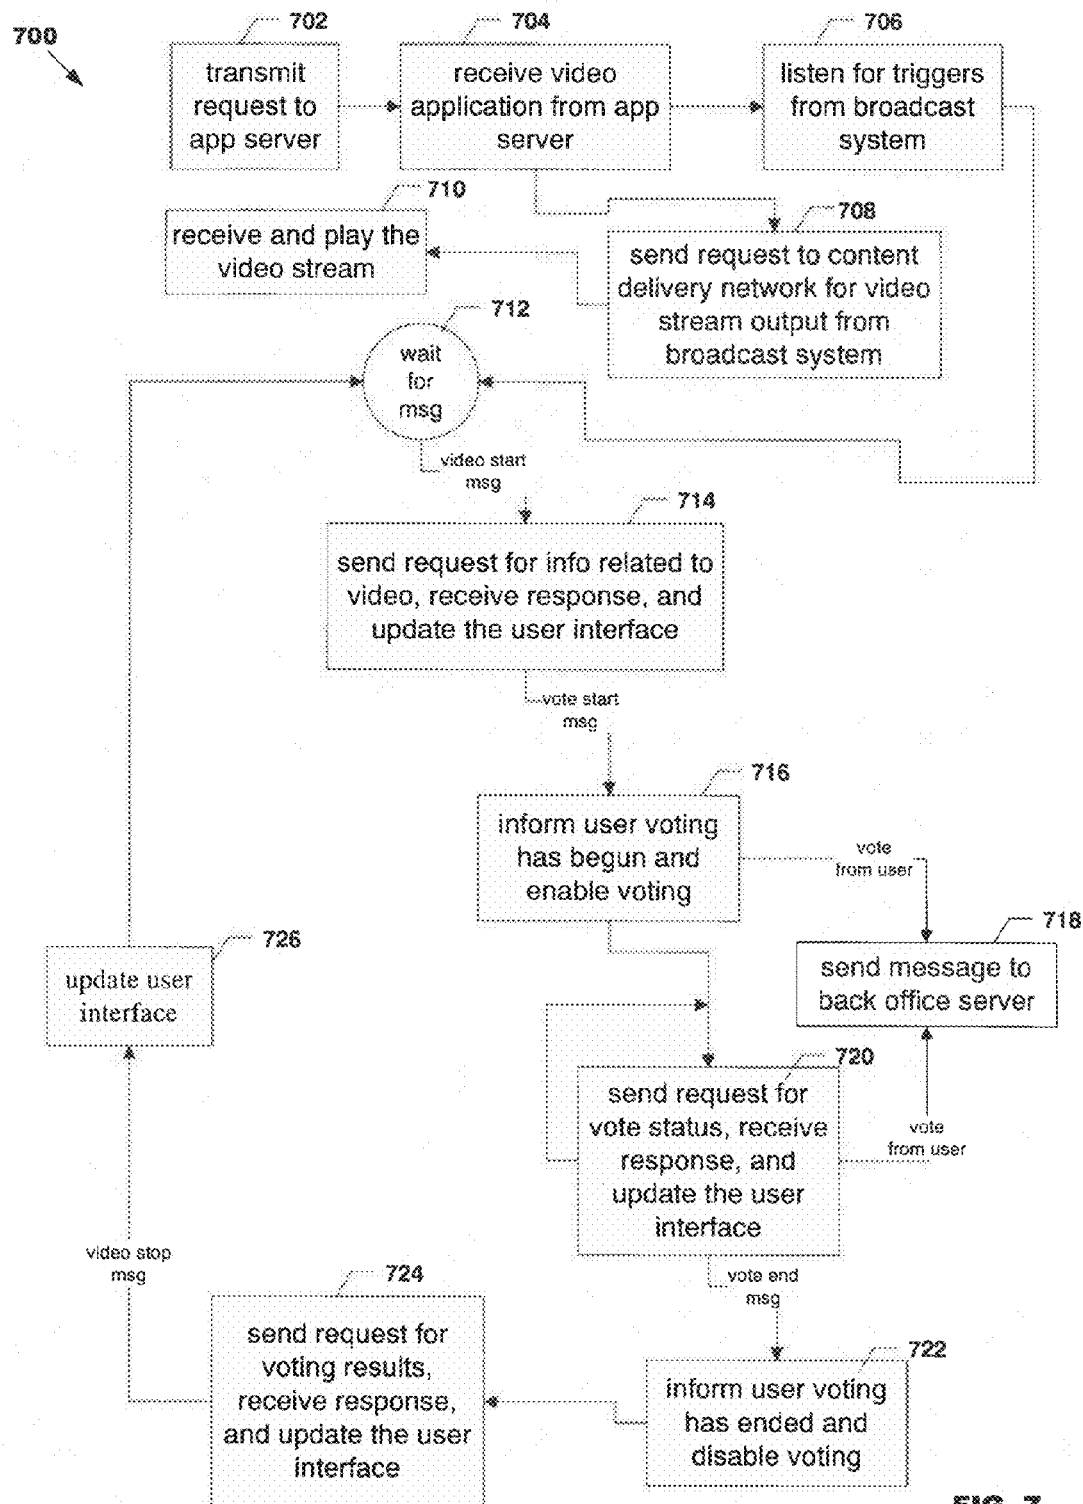 700
702
transmit
request to
app server
704
receive video
application from app
server
706
listen for triggers
from broadcast
system
708
send request to content
delivery network for video
stream output from
broadcast system
710
receive and play the
video stream
712
wait
for
msg
video start
msg
714
send request for info related to
video, receive response, and
update the user interface
vote start
msg
716
inform user voting
has begun and
enable voting
vote
from user
718
send message to
back office server
720
send request for
vote status, receive
response, and
update the user
interface
vote
from user
vote end
msg
722
inform user voting
has ended and
disable voting
724
send request for
voting results,
receive response,
and update the user
interface
video stop
msg
726
update user
interface
FIG. 7